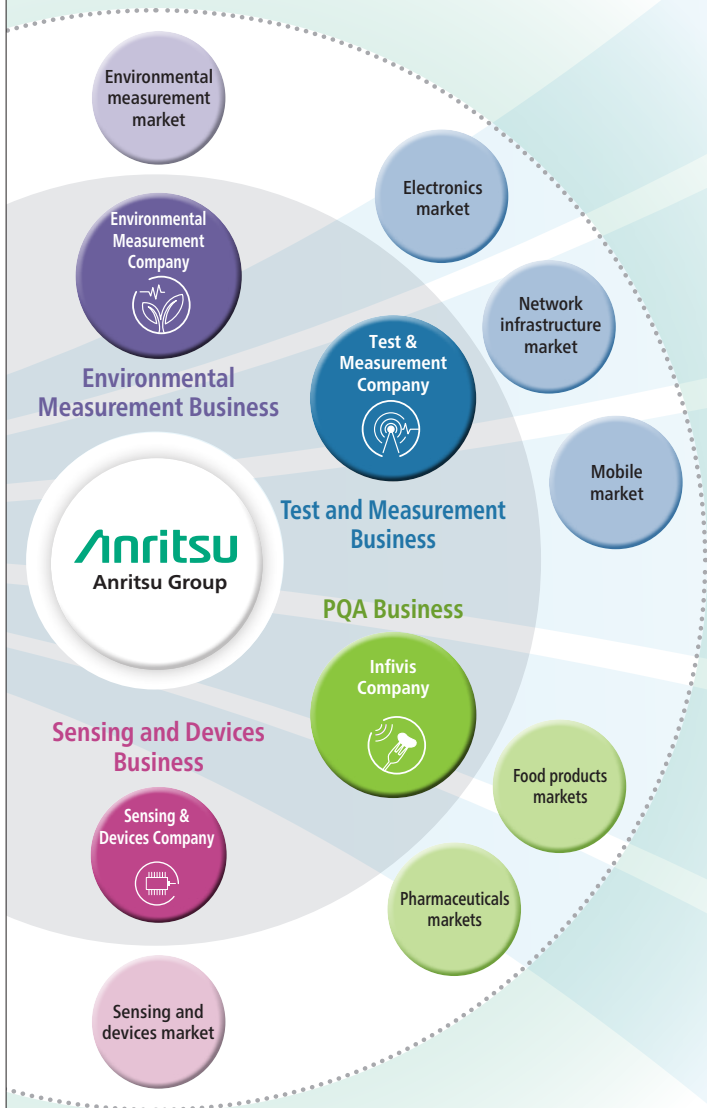 Environmental
measurement
market
Electronics
market
Environmental
Measurement
Company
Network
infrastructure
market
Test &
Measurement
Company
Environmental
Measurement Business
Mobile
market
Test and Measurement
Business
Anritsu
Anritsu Group
PQA Business
Infivis
Company
Sensing and Devices
Business
Food products
markets
Sensing &
Devices Company
Pharmaceuticals
markets
Sensing and
devices market